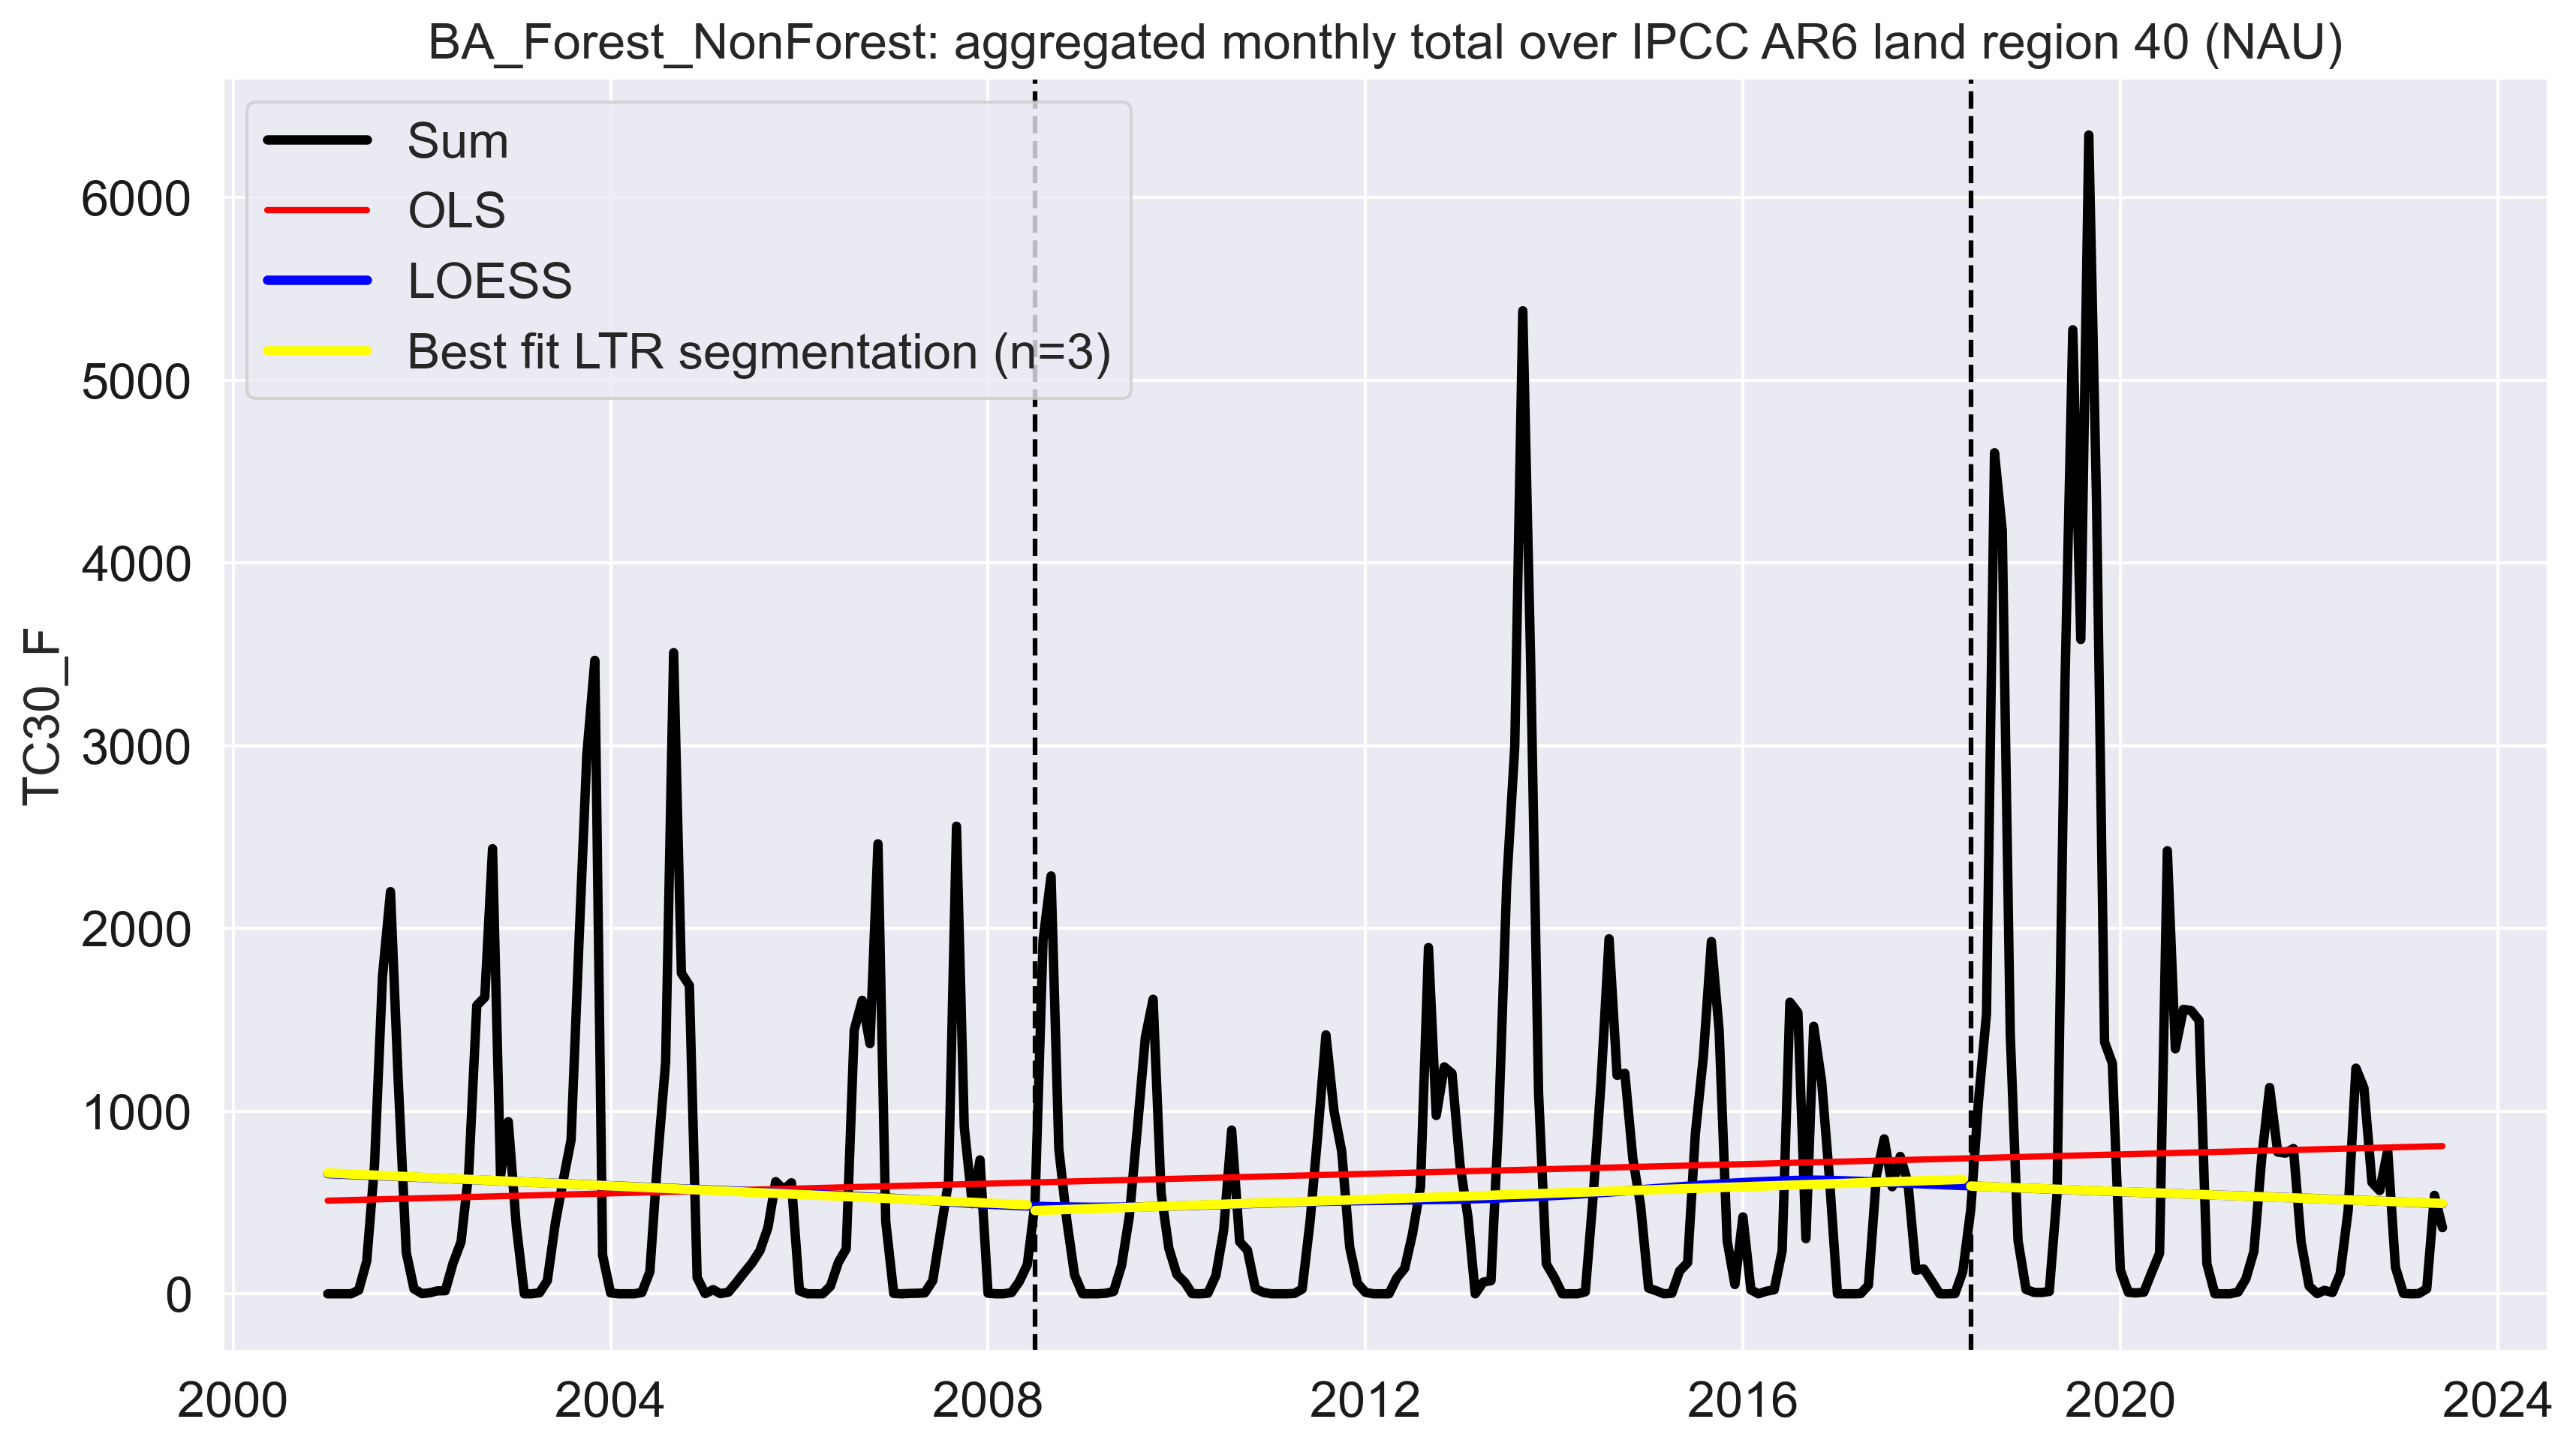 BA_Forest_NonForest: aggregated monthly total over IPCC AR6 land region 40 (NAU)
Sum
OLS
LOESS
Best fit LTR segmentation (n=3)
TC30_F
6000
5000
4000
3000
2000
1000
0
2000 2004 2008 2012 2016 2020 2024